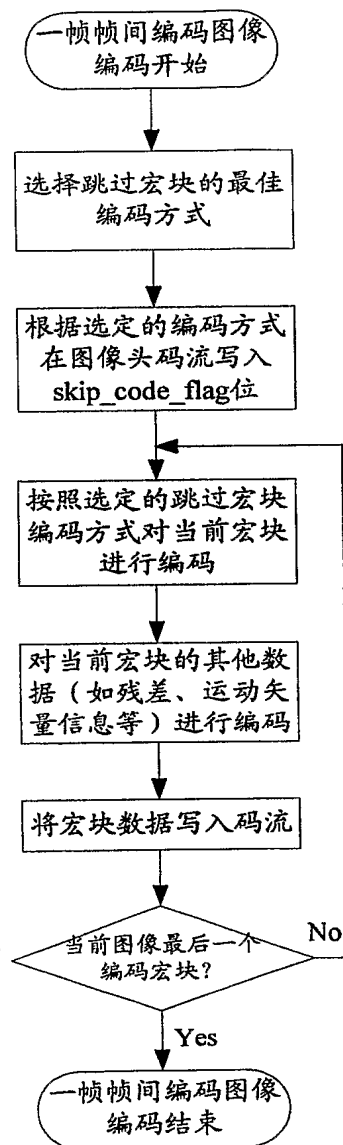 一帧帧间编码图像
编码开始
选择跳过宏块的最佳
编码方式
根据选定的编码方式
在图像头码流写入
skip_code_flag位
按照选定的跳过宏块
编码方式对当前宏块
进行编码
对当前宏块的其他数
据（如残差、运动矢
量信息等）进行编码
将宏块数据写入码流
当前图像最后一个
编码宏块？
No
Yes
一帧帧间编码图像
编码结束